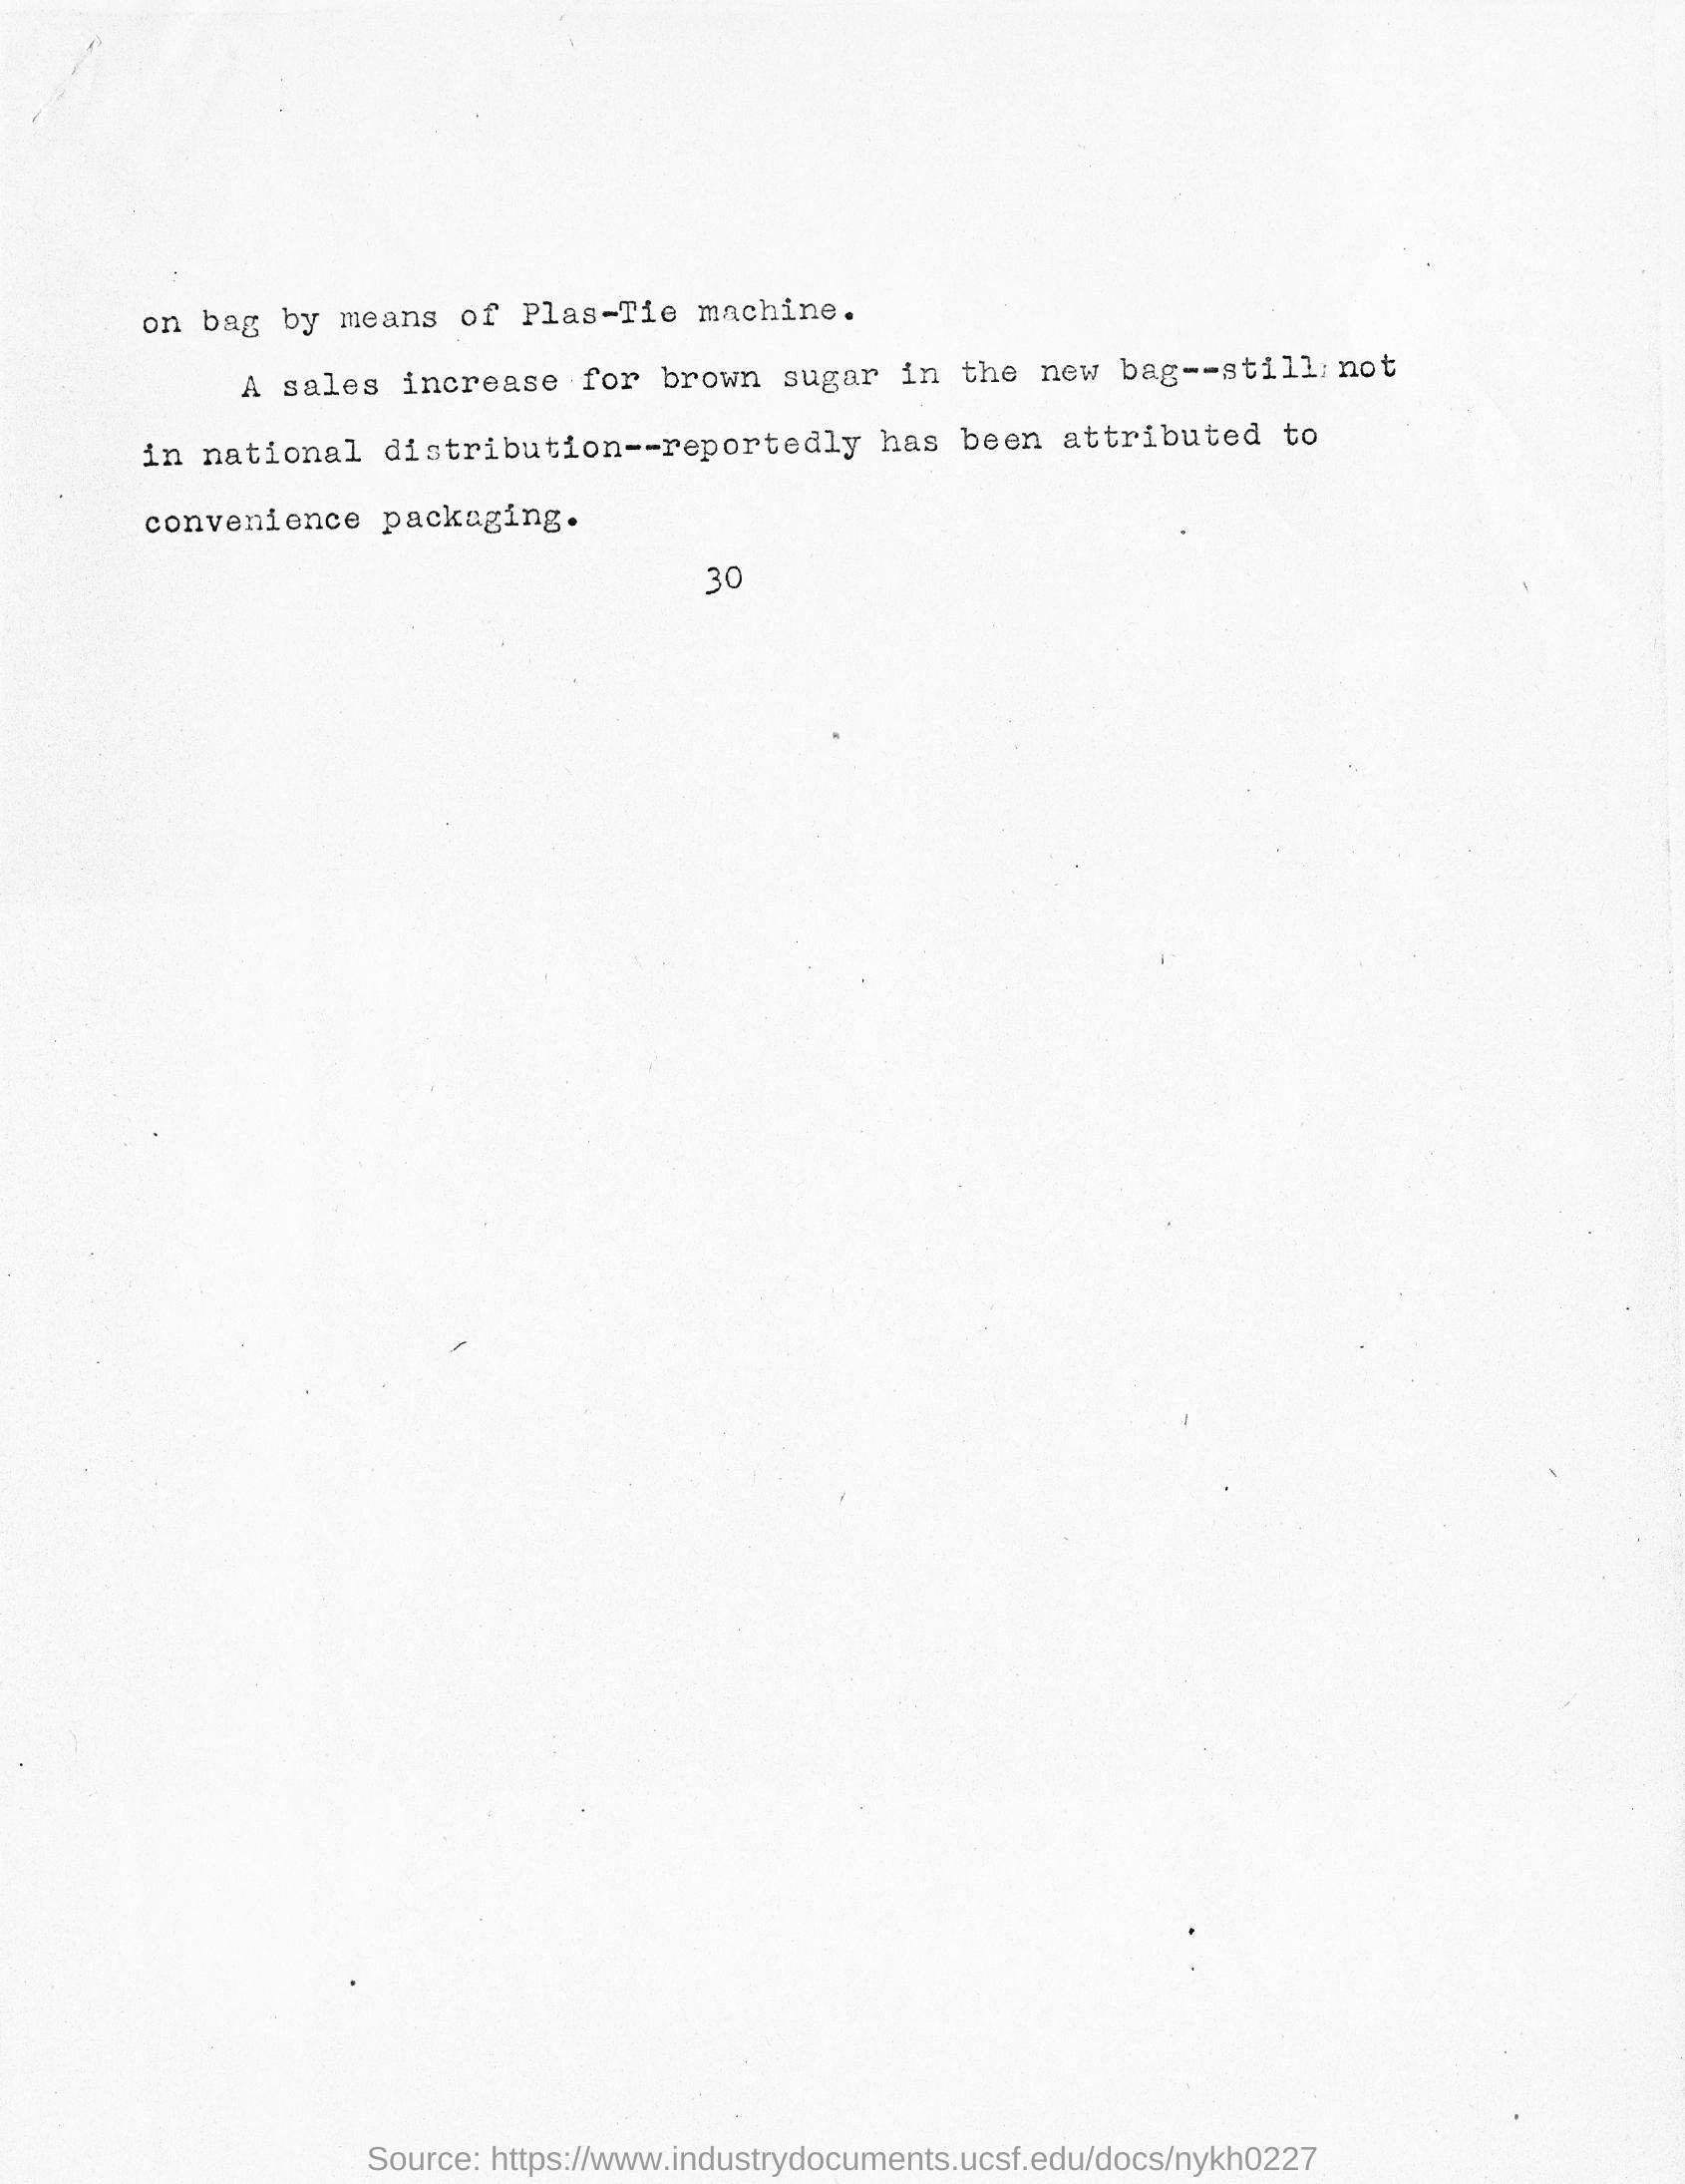 on bag by means of Plas-Tie machine.
A sales increase for brown sugar in the new bag--still not
in national distribution--reportedly has been attributed to
convenience packaging.
30
Source: https://www.industrydocuments.ucsf.edu/docs/nykh0227